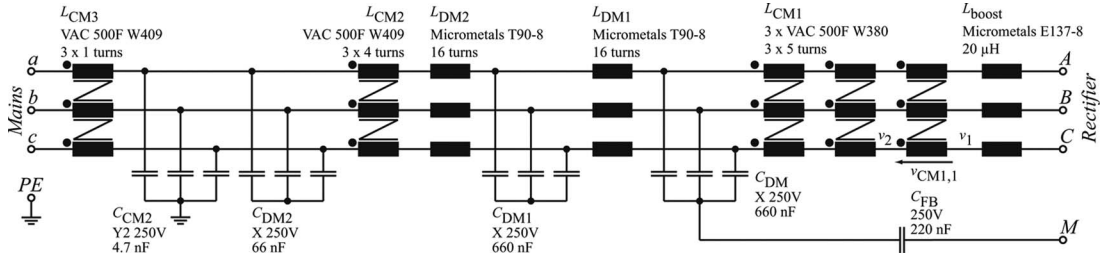 LCM3
VAC 500F W409
3 x 1 turns
LCM2
VAC 500F W409
3 x 4 turns
LDM2
Micrometals T90-8
16 turns
LDM1
Micrometals T90-8
16 turns
LCM1
3 x VAC 500F W380
3 x 5 turns
Lboost
Micrometals E137-8
20 µH
Mains
a
b
c
PE
A
B
C
Rectifier
v2
v1
vCM1,1
CCM2
Y2 250V
4.7 nF
CDM2
X 250V
66 nF
CDM1
X 250V
660 nF
CDM
X 250V
660 nF
CFB
250V
220 nF
M